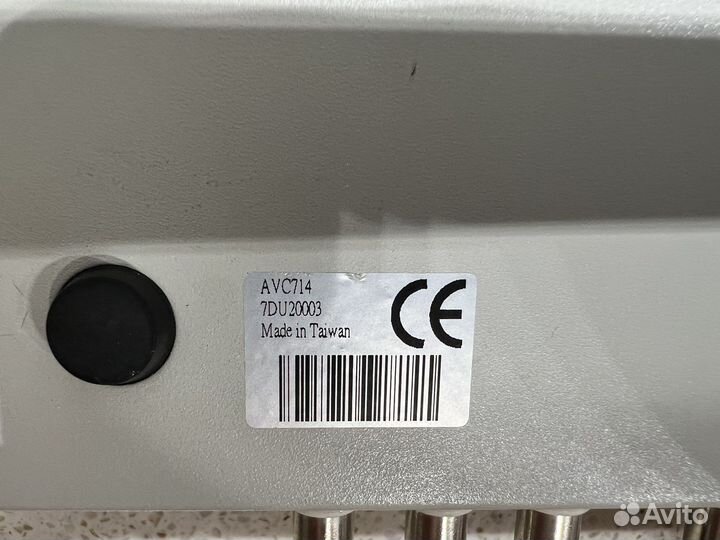 AVC714
7DU20003
Made in Taiwan
CE
Avito